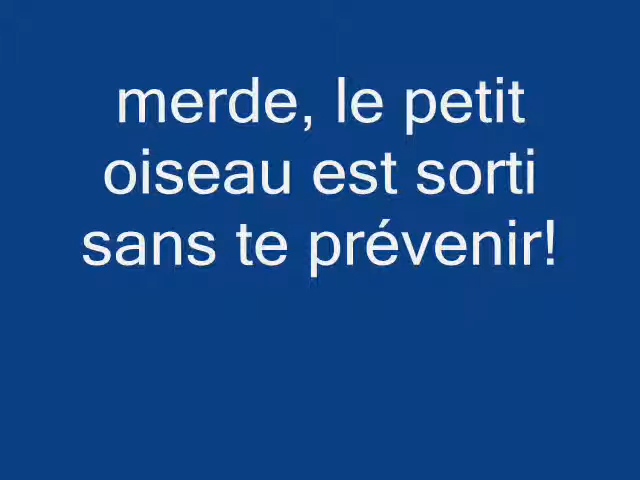 merde, le petit
oiseau est sorti
sans te prévenir!